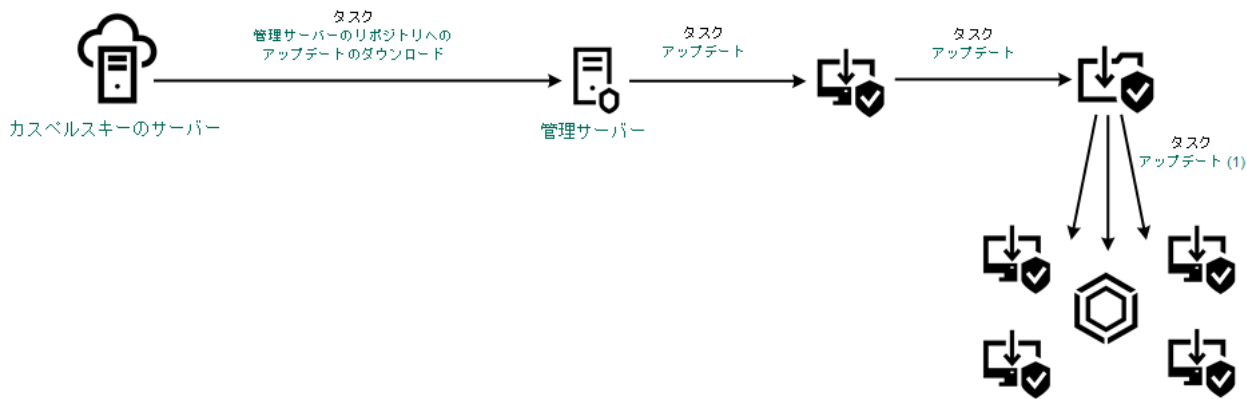 タスク
管理サーバーのリポジトリへの
アップデートのダウンロード
タスク
アップデート
タスク
アップデート
カスペルスキーのサーバー
管理サーバー
タスク
アップデート (1)